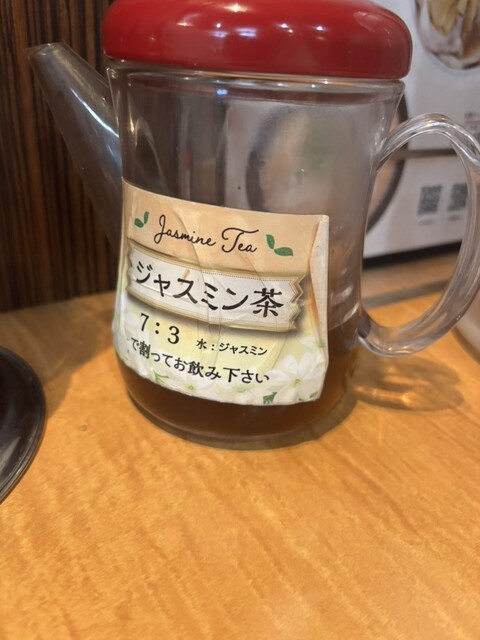 Jasmine Tea
ジャスミン茶
7:3 水:ジャスミン
で割ってお飲み下さい